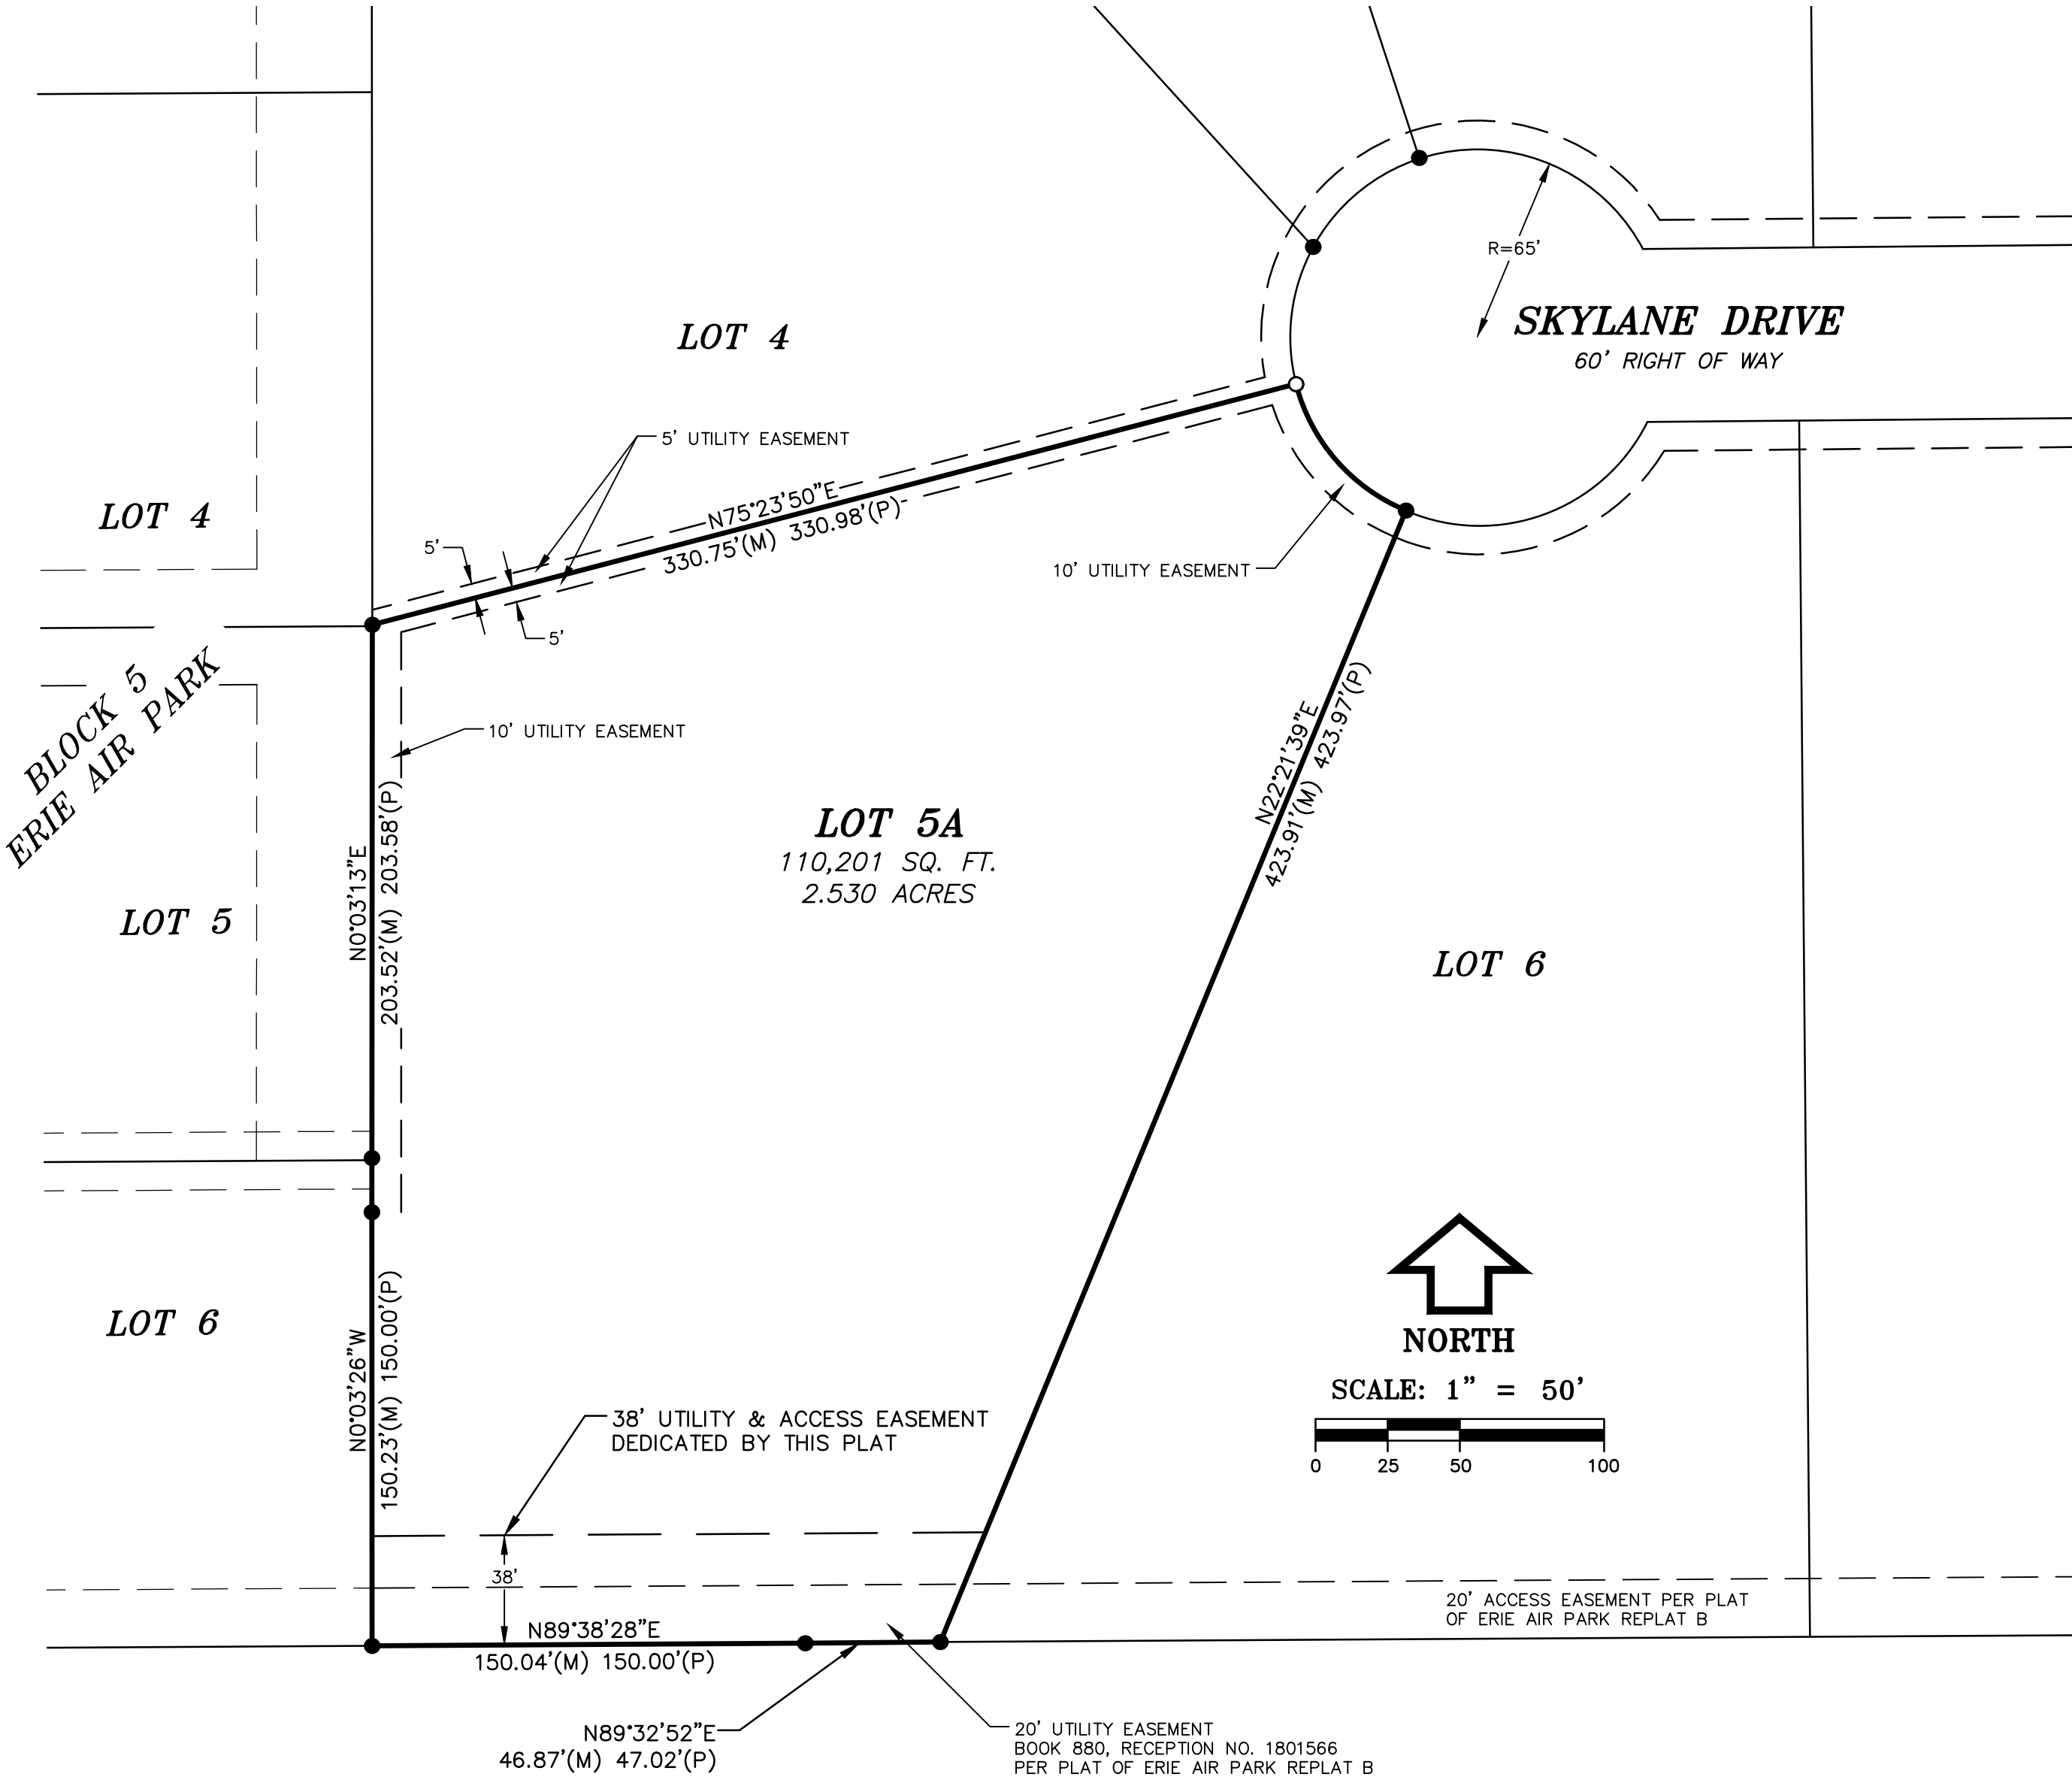 R=65'
SKYLANE DRIVE
60' RIGHT OF WAY
LOT 4
5' UTILITY EASEMENT
N75°23'50"E
330.75'(M) 330.98'(P)
LOT 4
5'
5'
10' UTILITY EASEMENT
BLOCK 5
ERIE AIR PARK
10' UTILITY EASEMENT
N22°21'39"E
423.91'(M) 423.97'(P)
LOT 5A
110,201 SQ. FT.
2.530 ACRES
N0°03'13"E
203.52'(M) 203.58'(P)
LOT 5
LOT 6
LOT 6
N0°03'26"W
150.23'(M) 150.00'(P)
NORTH
SCALE: 1" = 50'
0 25 50 100
38' UTILITY & ACCESS EASEMENT
DEDICATED BY THIS PLAT
38'
20' ACCESS EASEMENT PER PLAT
OF ERIE AIR PARK REPLAT B
N89°38'28"E
150.04'(M) 150.00'(P)
N89°32'52"E
46.87'(M) 47.02'(P)
20' UTILITY EASEMENT
BOOK 880, RECEPTION NO. 1801566
PER PLAT OF ERIE AIR PARK REPLAT B